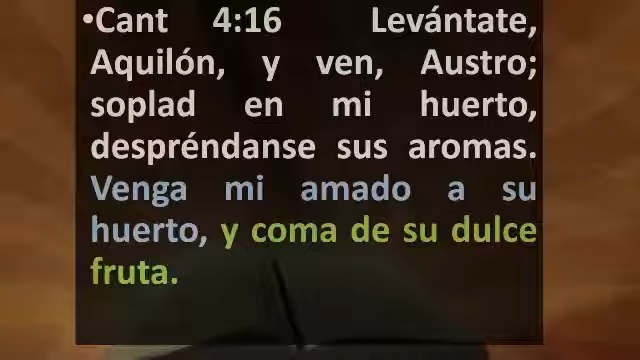 •Cant 4:16 Levántate,
Aquilón, y ven, Austro;
soplad en mi huerto,
despréndanse sus aromas.
Venga mi amado a su
huerto, y coma de su dulce
fruta.